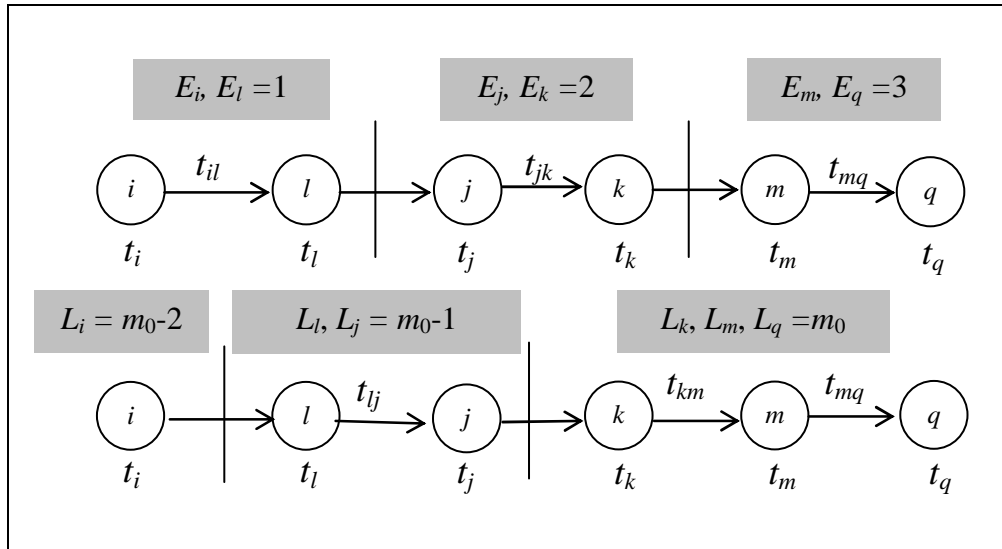 E_i, E_l =1 E_j, E_k =2 E_m, E_q =3
t_il t_jk t_mq
i l j k m q
t_i t_l t_j t_k t_m t_q
L_i = m_0-2 L_l, L_j = m_0-1 L_k, L_m, L_q =m_0
t_lj t_km t_mq
i l j k m q
t_i t_l t_j t_k t_m t_q